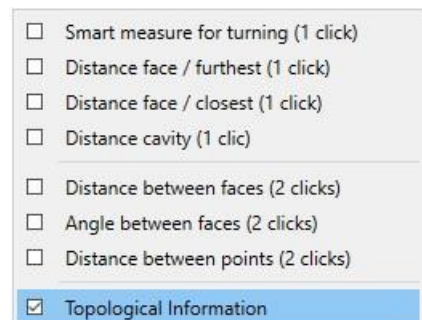 Smart measure for turning (1 click)
Distance face / furthest (1 click)
Distance face / closest (1 click)
Distance cavity (1 clic)
Distance between faces (2 clicks)
Angle between faces (2 clicks)
Distance between points (2 clicks)
Topological Information